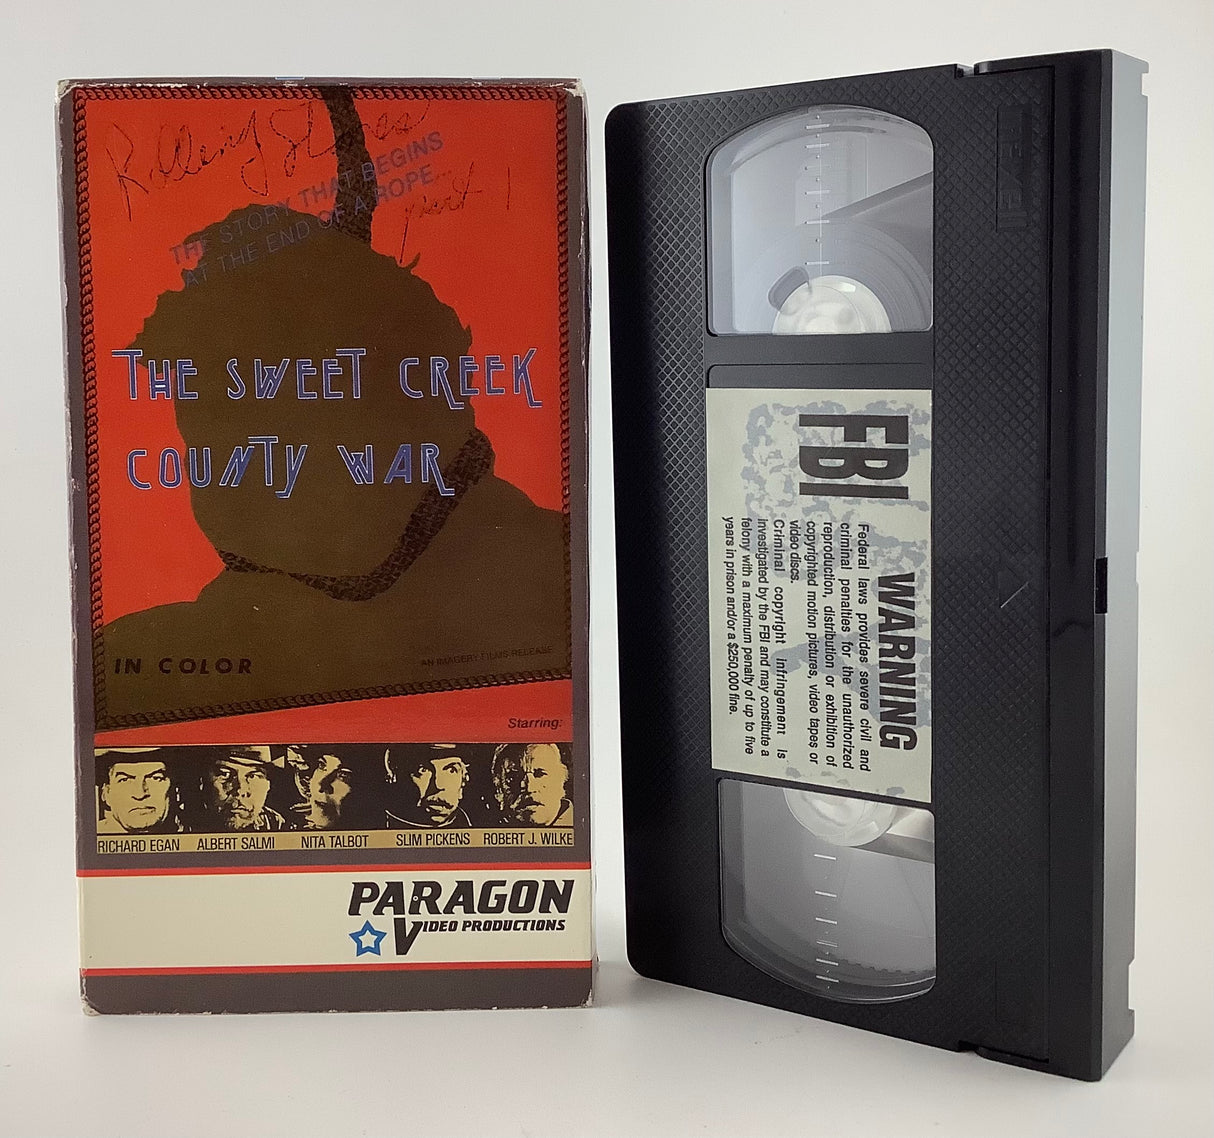 Rolling Stones
part 1
THE STORY THAT BEGINS
AT THE END OF A ROPE...
THE SWEET CREEK
COUNTY WAR
IN COLOR
AN IMAGERY FILMS RELEASE
Starring:
RICHARD EGAN ALBERT SALMI NITA TALBOT SLIM PICKENS ROBERT J. WILKE
PARAGON
VIDEO PRODUCTIONS
FBI WARNING
Federal laws provides severe civil and
criminal penalties for the unauthorized
reproduction, distribution or exhibition of
copyrighted motion pictures, video tapes or
video discs.
Criminal copyright infringement is
investigated by the FBI and may constitute a
felony with a maximum penalty of up to five
years in prison and/or a $250,000 fine.